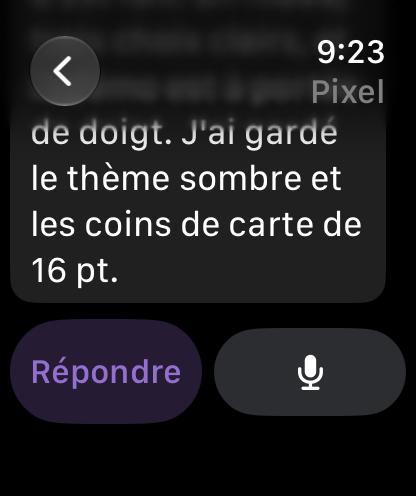 9:23
Pixel
de doigt. J'ai gardé
le thème sombre et
les coins de carte de
16 pt.
Répondre